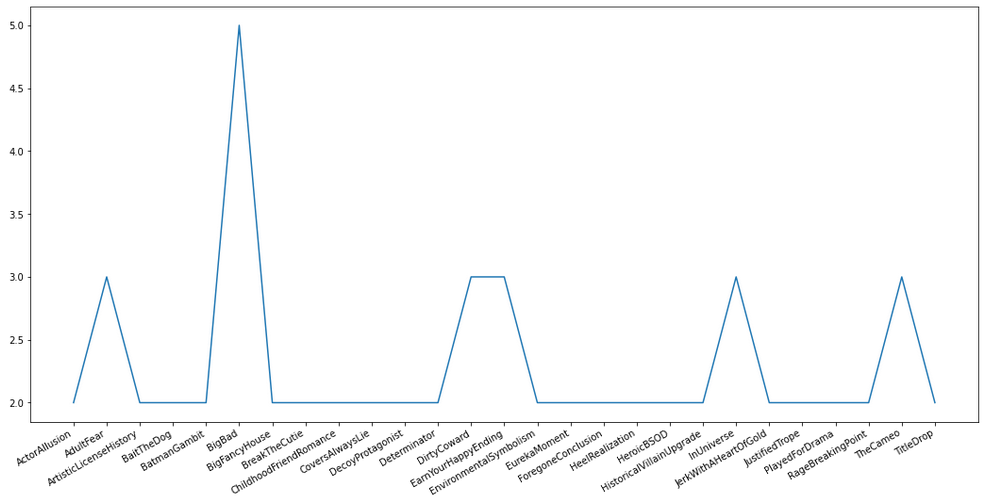 5.0
4.5
4.0
3.5
3.0
2.5
2.0
ActorAllusion
AdultFear
ArtisticLicenseHistory
BaitTheDog
BatmanGambit
BigBad
BigFancyHouse
BreakTheCutie
ChildhoodFriendRomance
CoversAlwaysLie
DecoyProtagonist
Determinator
DirtyCoward
EarnYourHappyEnding
EnvironmentalSymbolism
EurekaMoment
ForegoneConclusion
HeelRealization
HeroicBSOD
HistoricalVillainUpgrade
InUniverse
JerkWithAHeartOfGold
JustifiedTrope
PlayedForDrama
RageBreakingPoint
TheCameo
TitleDrop